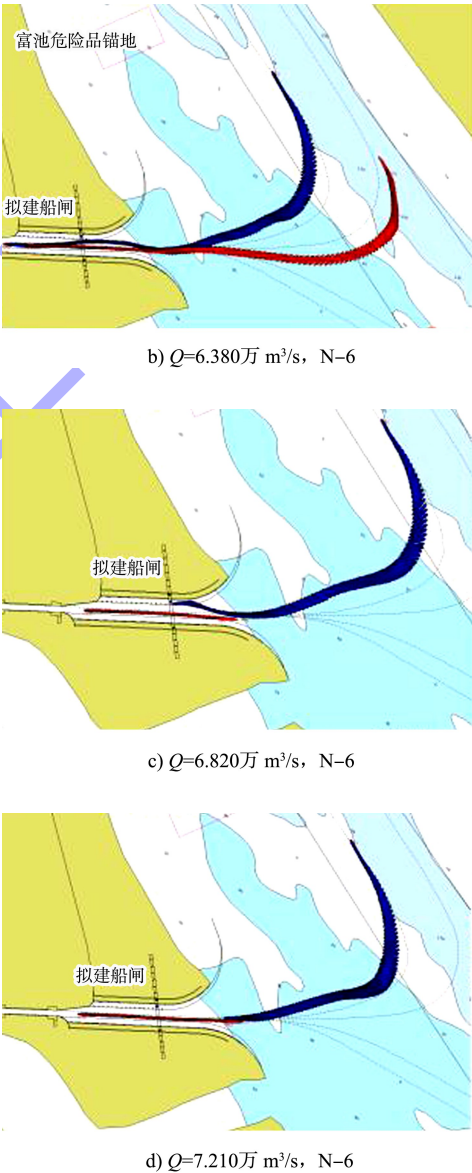 富池危险品锚地
拟建船闸
b) Q=6.380万 m³/s，N−6
拟建船闸
c) Q=6.820万 m³/s，N−6
拟建船闸
d) Q=7.210万 m³/s，N−6